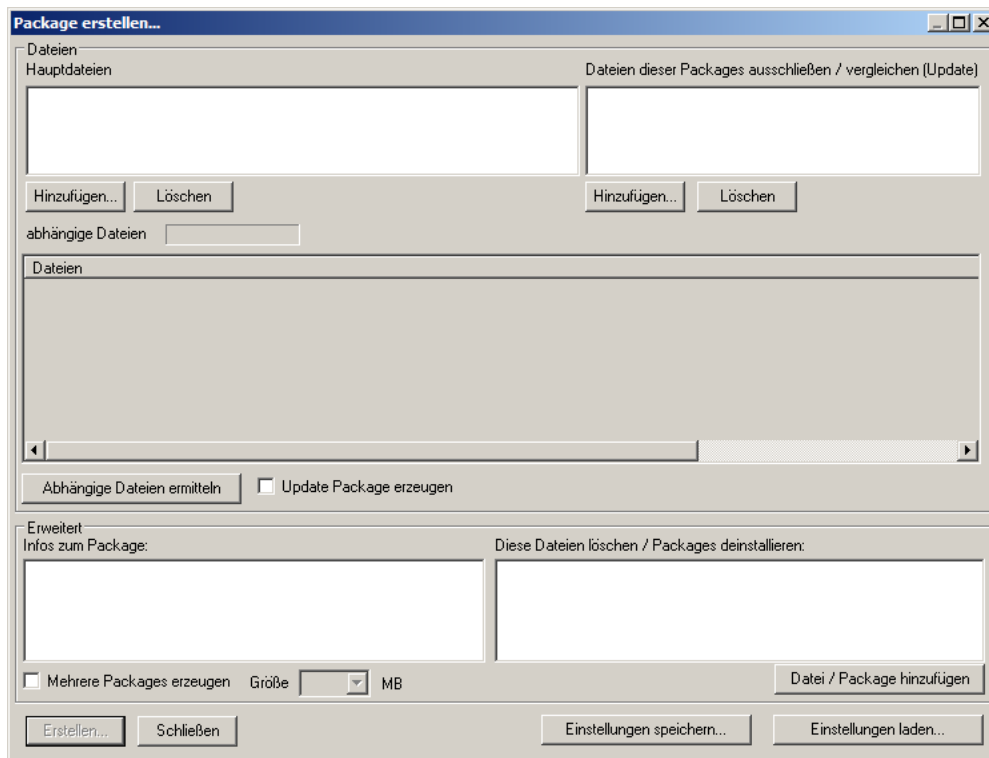 Package erstellen...
Dateien
Hauptdateien
Dateien dieser Packages ausschließen / vergleichen (Update)
Hinzufügen... Löschen Hinzufügen... Löschen
abhängige Dateien
Dateien
Abhängige Dateien ermitteln Update Package erzeugen
Erweitert
Infos zum Package: Diese Dateien löschen / Packages deinstallieren:
Mehrere Packages erzeugen Größe MB Datei / Package hinzufügen
Erstellen... Schließen Einstellungen speichern... Einstellungen laden...